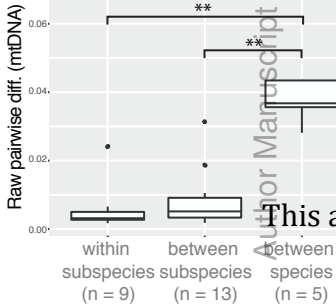 Raw pairwise diff. (mtDNA)
0.06
0.04
0.02
0.00
**
**
within
subspecies
(n = 9)
between
subspecies
(n = 13)
between
species
(n = 5)
Author Manuscript
This a